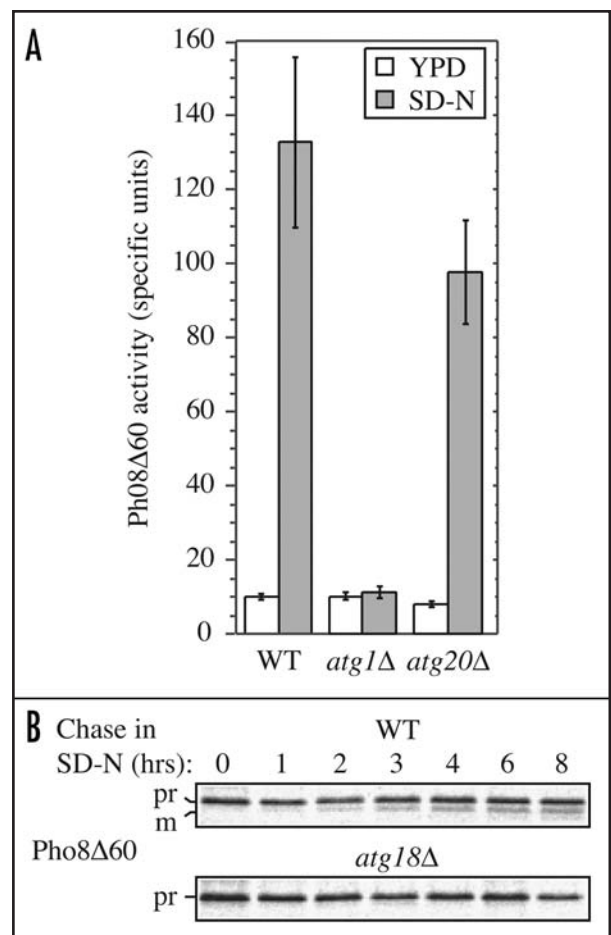 A
Ph08Δ60 activity (specific units)
160
140
120
100
80
60
40
20
0
YPD
SD-N
WT
atg1Δ
atg20Δ
B
Chase in
WT
SD-N (hrs): 0 1 2 3 4 6 8
pr
m
Pho8Δ60
atg18Δ
pr